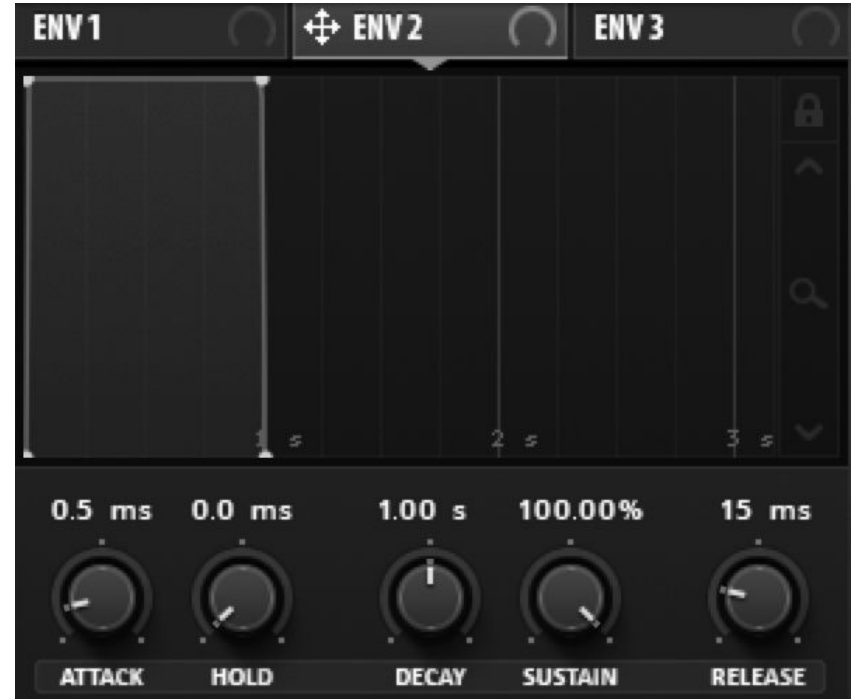 ENV 1 ENV 2 ENV 3
1 s 2 s 3 s
0.5 ms 0.0 ms 1.00 s 100.00% 15 ms
ATTACK HOLD DECAY SUSTAIN RELEASE